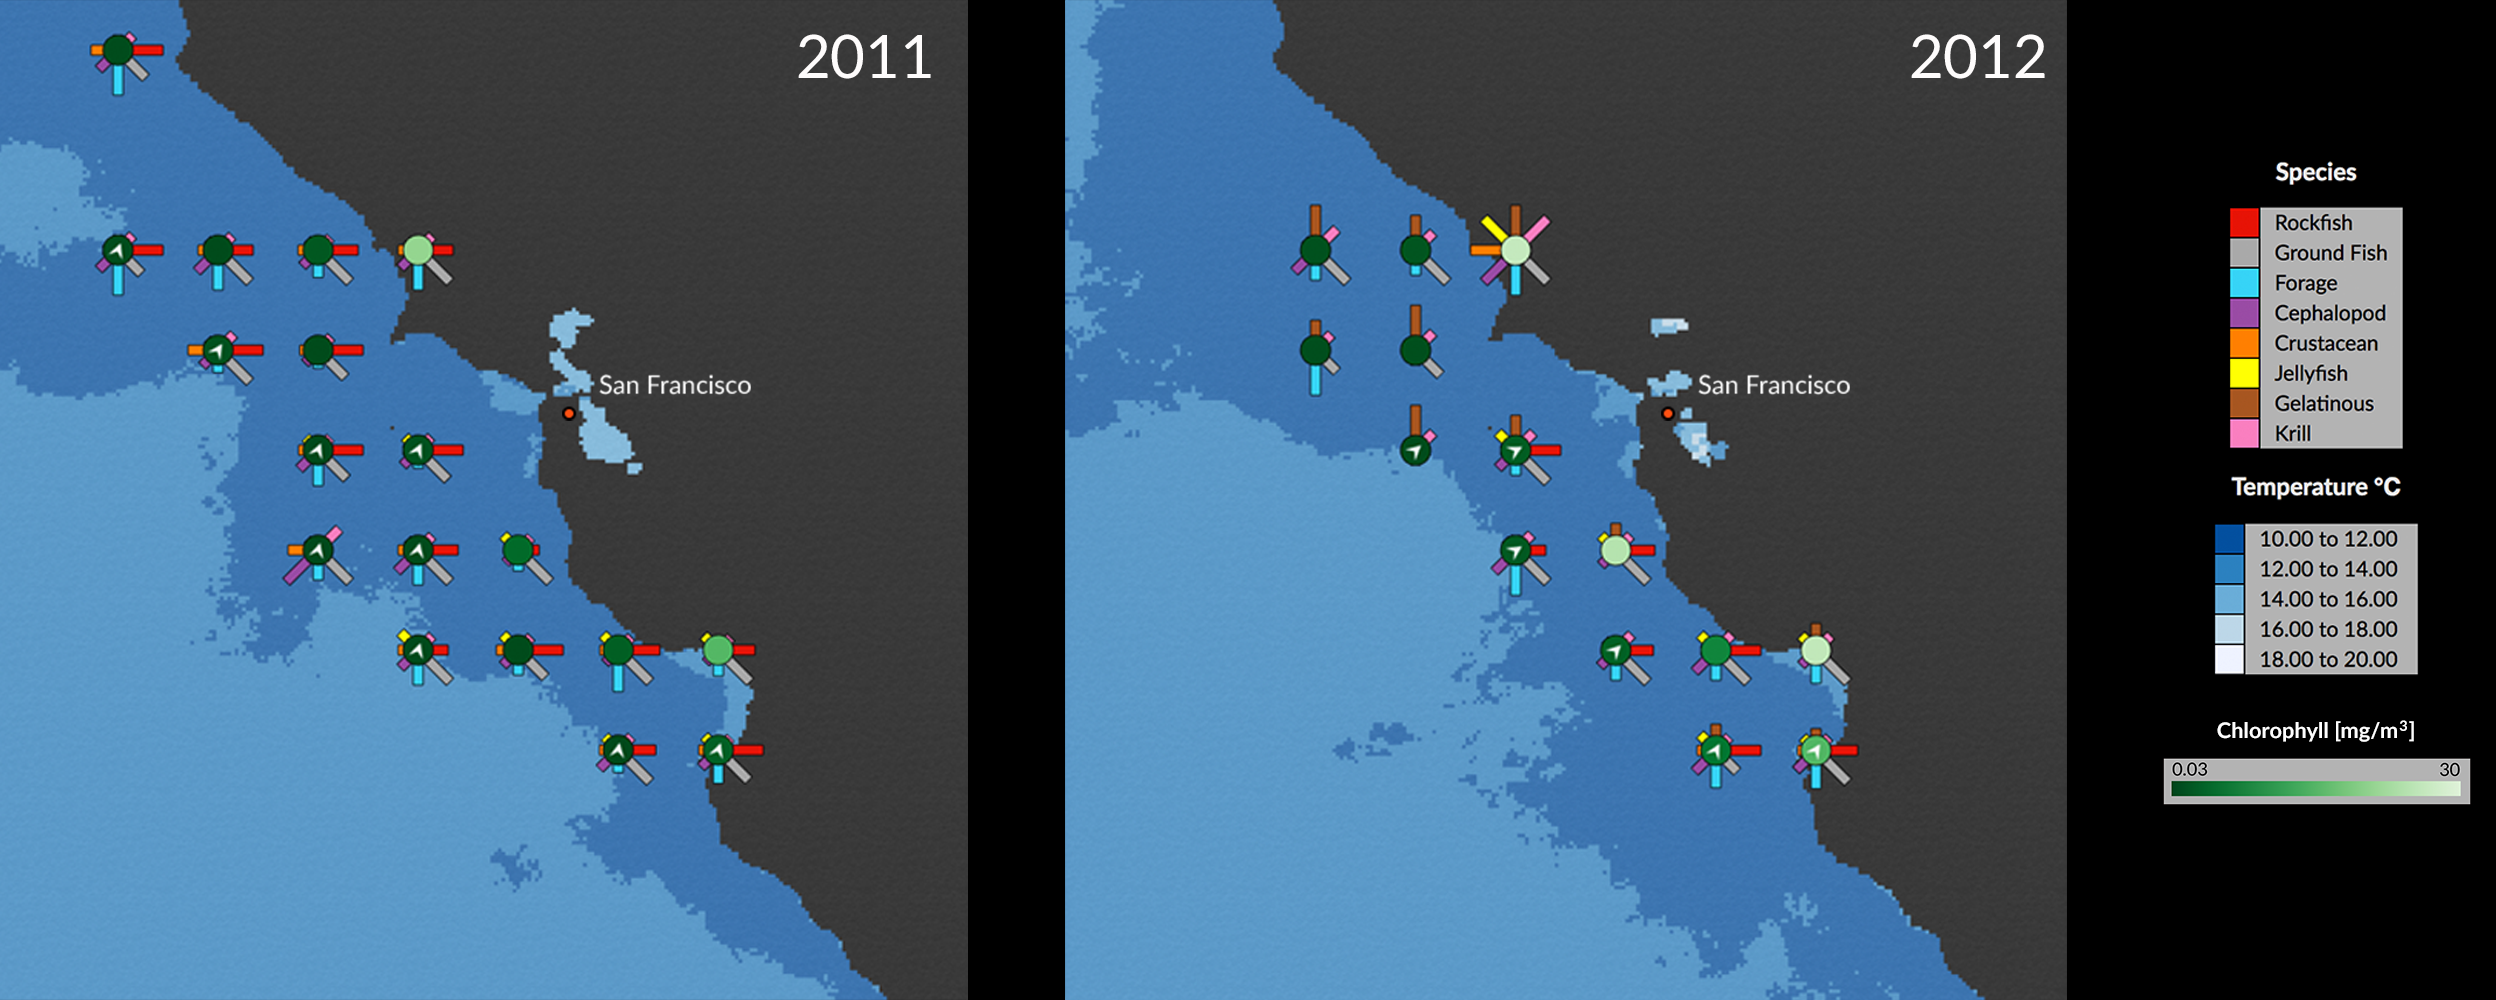 2011
San Francisco
2012
San Francisco
Species
Rockfish
Ground Fish
Forage
Cephalopod
Crustacean
Jellyfish
Gelatinous
Krill
Temperature °C
10.00 to 12.00
12.00 to 14.00
14.00 to 16.00
16.00 to 18.00
18.00 to 20.00
Chlorophyll [mg/m³]
0.03 30